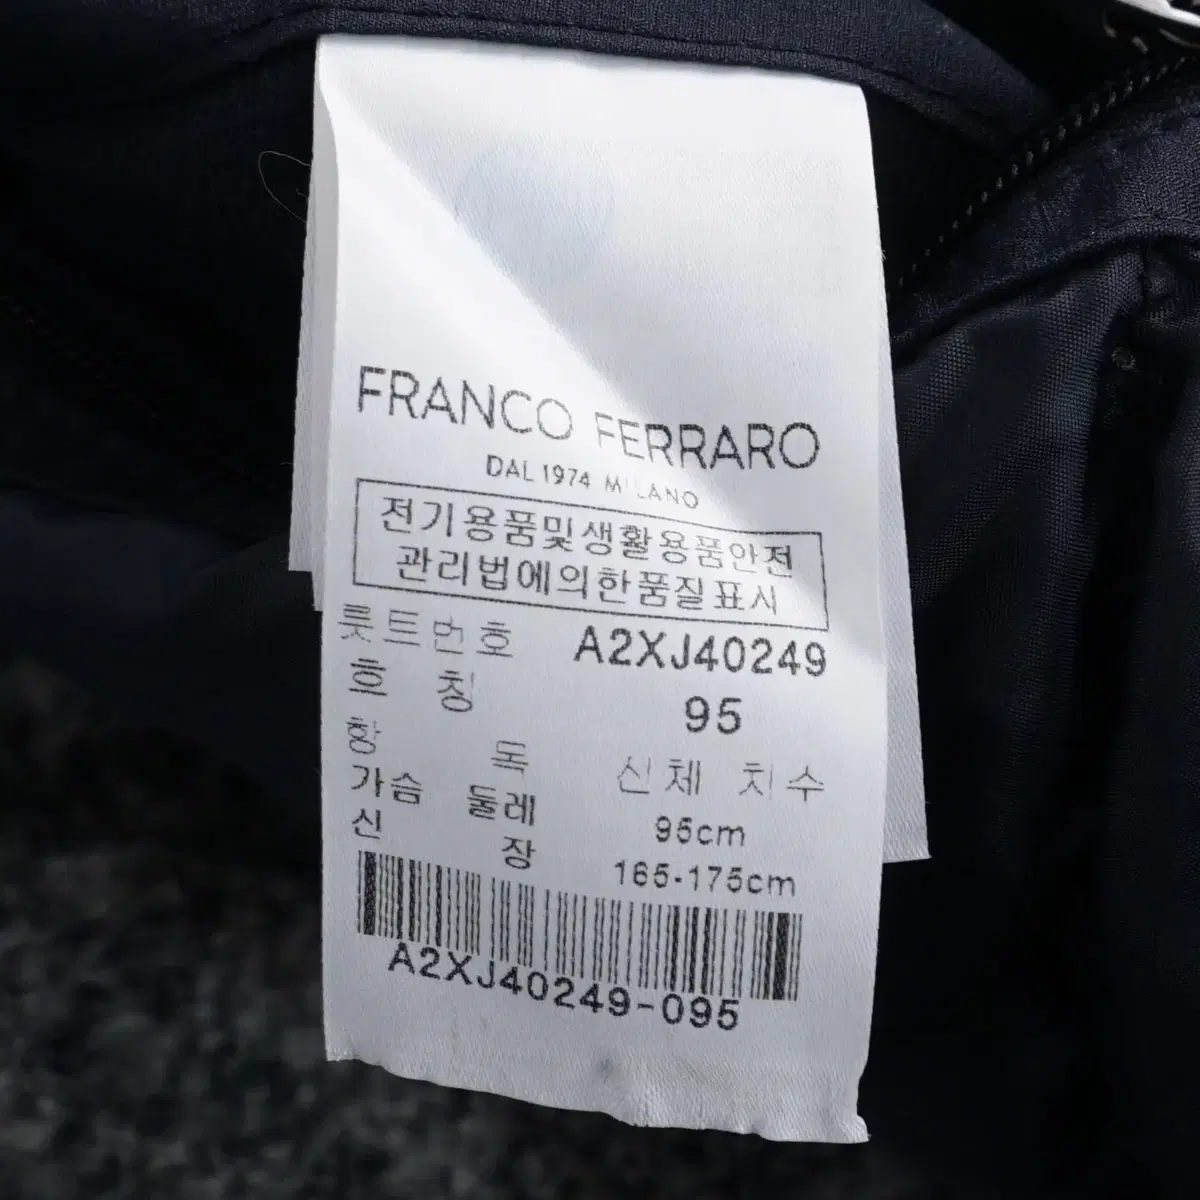 FRANCO FERRARO
DAL 1974 MILANO
전기용품및생활용품안전
관리법에의한품질표시
롯트번호 A2XJ40249
호 칭 95
항 목 신체 치수
가슴 둘레 95cm
신 장 165-175cm
A2XJ40249-095